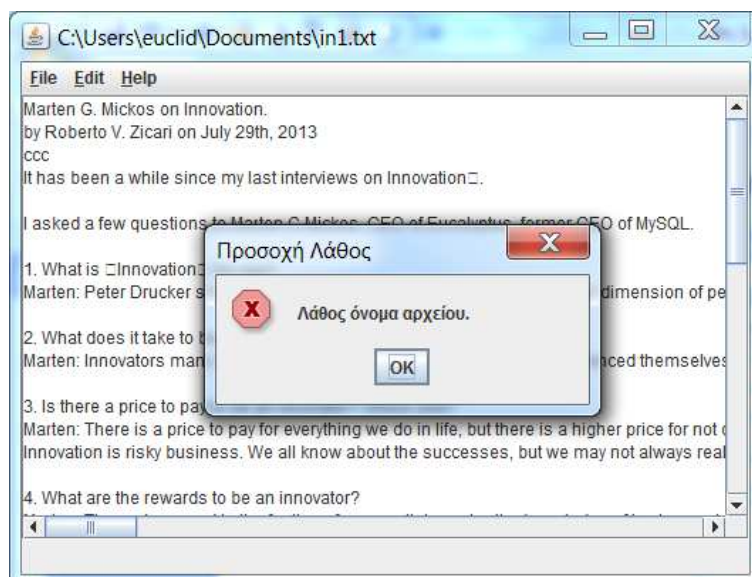 C:\Users\euclid\Documents\in1.txt
File Edit Help
Marten G. Mickos on Innovation.
by Roberto V. Zicari on July 29th, 2013
ccc
It has been a while since my last interviews on Innovation□.
I asked a few questions to Marten G.Mickos, CEO of Eucalyptus, former CEO of MySQL.
1. What is □Innovation□
Marten: Peter Drucker s
dimension of pe
2. What does it take to b
Marten: Innovators man
nced themselves
3. Is there a price to pay
Marten: There is a price to pay for everything we do in life, but there is a higher price for not
Innovation is risky business. We all know about the successes, but we may not always real
4. What are the rewards to be an innovator?
Προσοχή Λάθος
Λάθος όνομα αρχείου.
OK